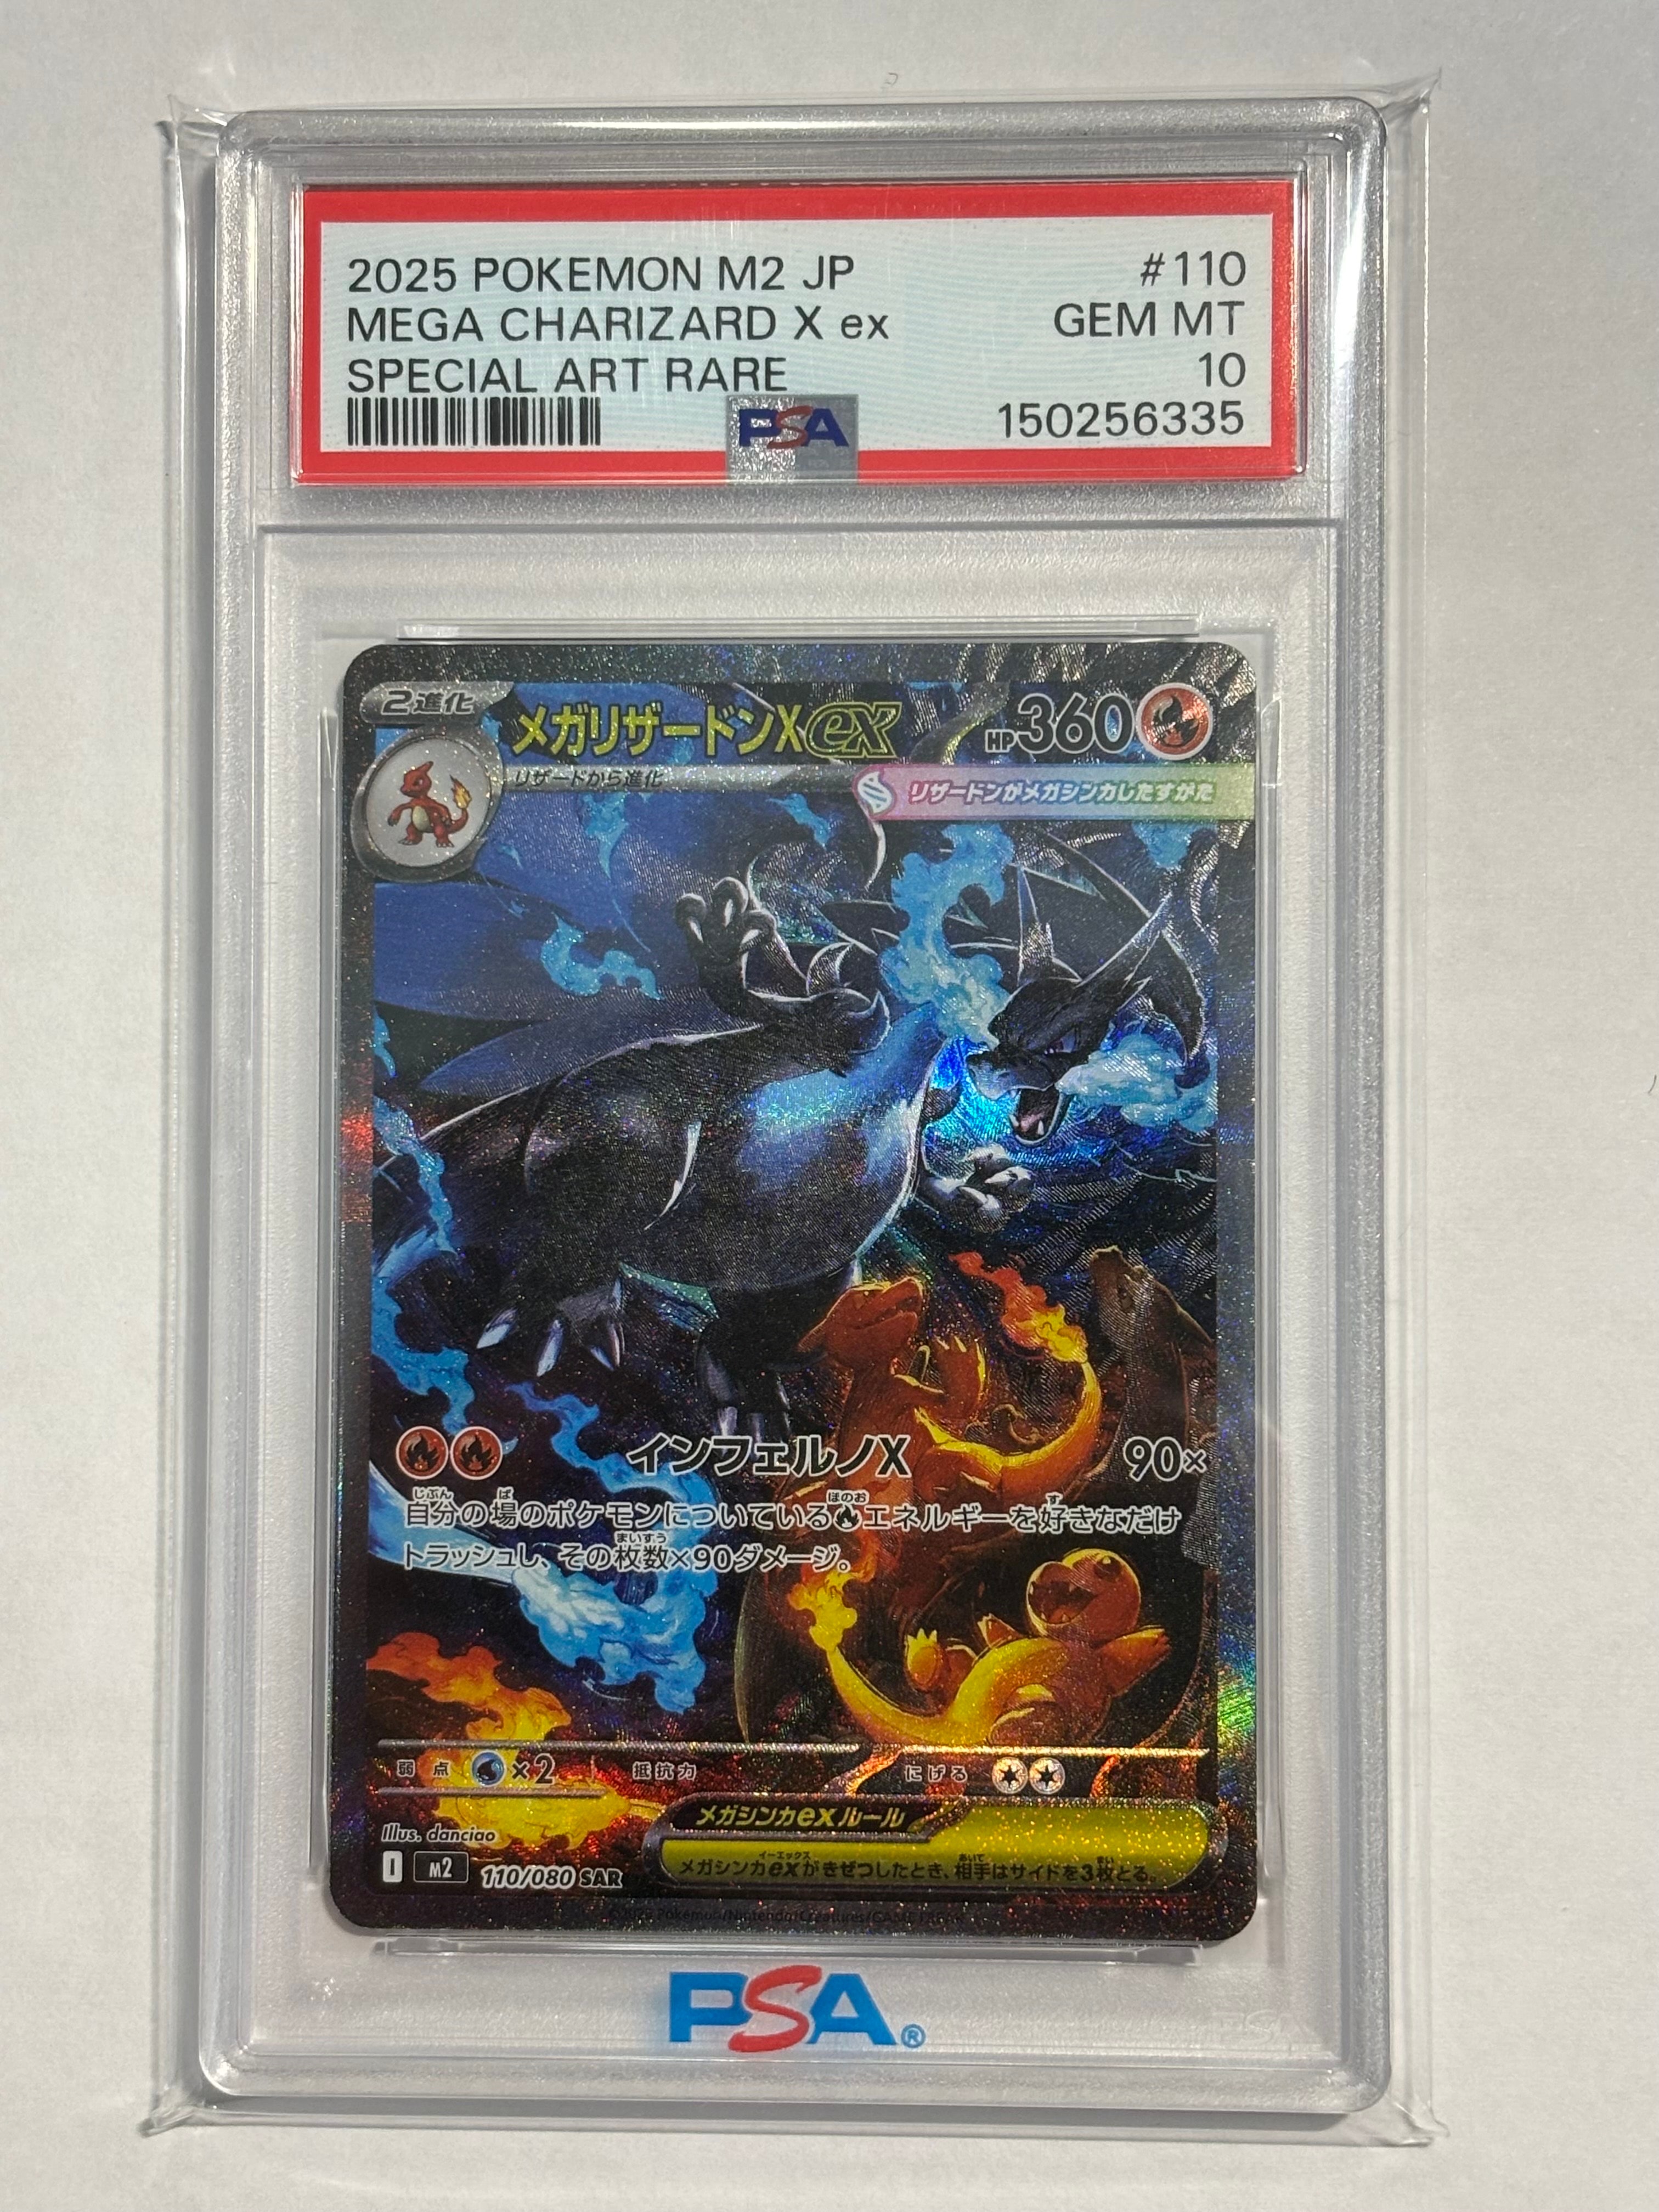 2025 POKEMON M2 JP #110
MEGA CHARIZARD X ex GEM MT
SPECIAL ART RARE 10
PSA 150256335
2進化 メガリザードンXex HP360
リザードから進化 リザードンがメガシンカしたすがた
インフェルノX 90×
自分の場のポケモンについているエネルギーを好きなだけ
トラッシュし、その枚数×90ダメージ。
弱点 ×2 抵抗力 にげる
メガシンカexルール
メガシンカexがきぜつしたとき、相手はサイドを3枚とる。
Illus. danciao
I M2 110/080 SAR
©2025 Pokémon/Nintendo/Creatures/GAME FREAK
PSA®